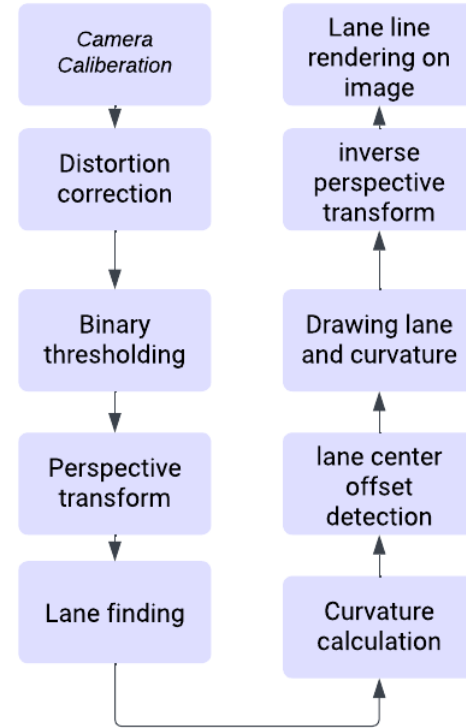 Camera
Caliberation
Distortion
correction
Binary
thresholding
Perspective
transform
Lane finding
Curvature
calculation
lane center
offset
detection
Drawing lane
and curvature
inverse
perspective
transform
Lane line
rendering on
image